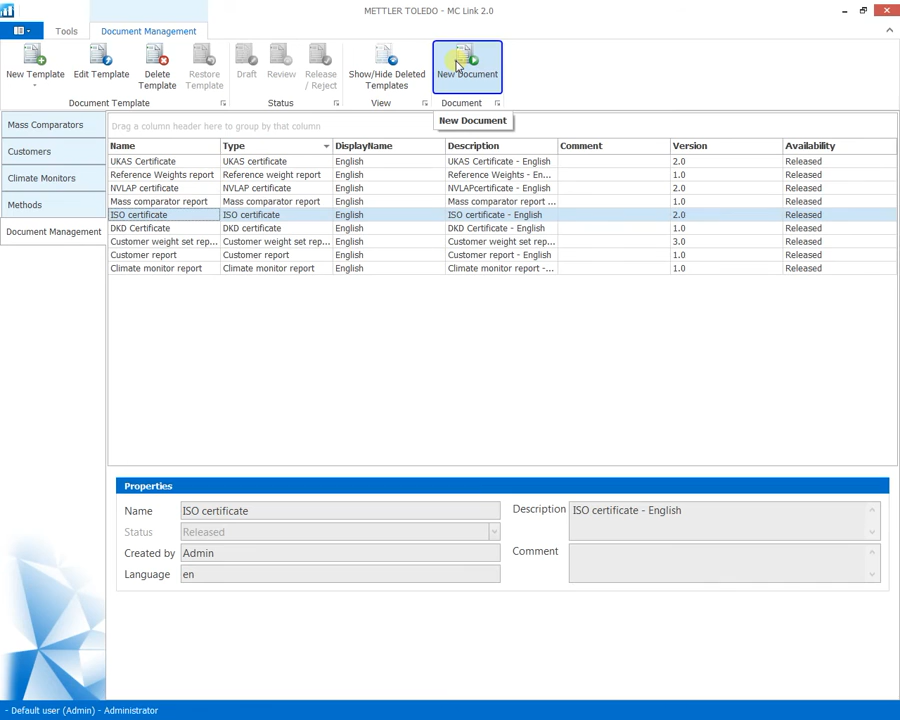 METTLER TOLEDO - MC Link 2.0
Tools
Document Management
New Template
Edit Template
Delete Template
Restore Template
Draft
Review
Release / Reject
Show/Hide Deleted Templates
New Document
Document Template
Status
View
Document
New Document
Mass Comparators
Customers
Climate Monitors
Methods
Document Management
Drag a column header here to group by that column
Name Type DisplayName Description Comment Version Availability
UKAS Certificate UKAS certificate English UKAS Certificate - English 2.0 Released
Reference Weights report Reference weight report English Reference Weights - En... 1.0 Released
NVLAP certificate NVLAP certificate English NVLAPcertificate - English 2.0 Released
Mass comparator report Mass comparator report English Mass comparator report ... 1.0 Released
ISO certificate ISO certificate English ISO certificate - English 2.0 Released
DKD Certificate DKD certificate English DKD Certificate - English 1.0 Released
Customer weight set rep... Customer weight set rep... English Customer weight set rep... 3.0 Released
Customer report Customer report English Customer report - English 1.0 Released
Climate monitor report Climate monitor report English Climate monitor report -... 1.0 Released
Properties
Name ISO certificate
Description ISO certificate - English
Status Released
Created by Admin
Comment
Language en
- Default user (Admin) - Administrator